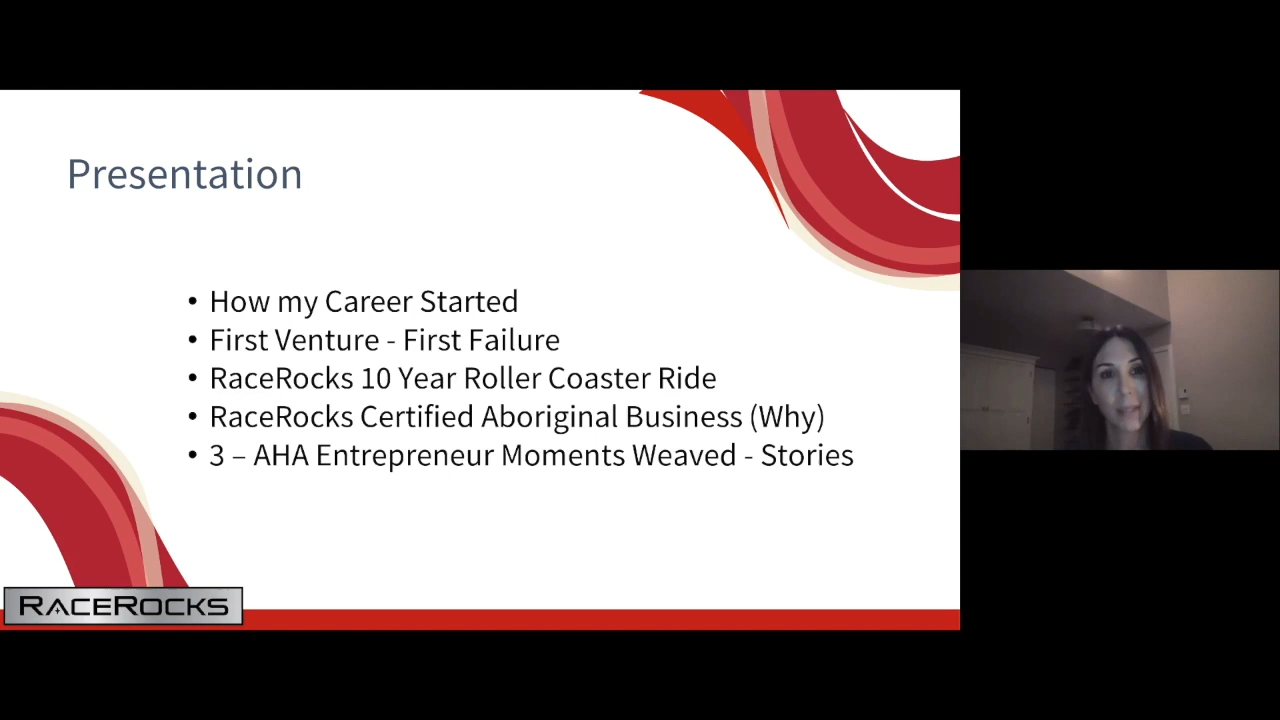 Presentation
• How my Career Started
• First Venture - First Failure
• RaceRocks 10 Year Roller Coaster Ride
• RaceRocks Certified Aboriginal Business (Why)
• 3 – AHA Entrepreneur Moments Weaved - Stories
RACEROCKS